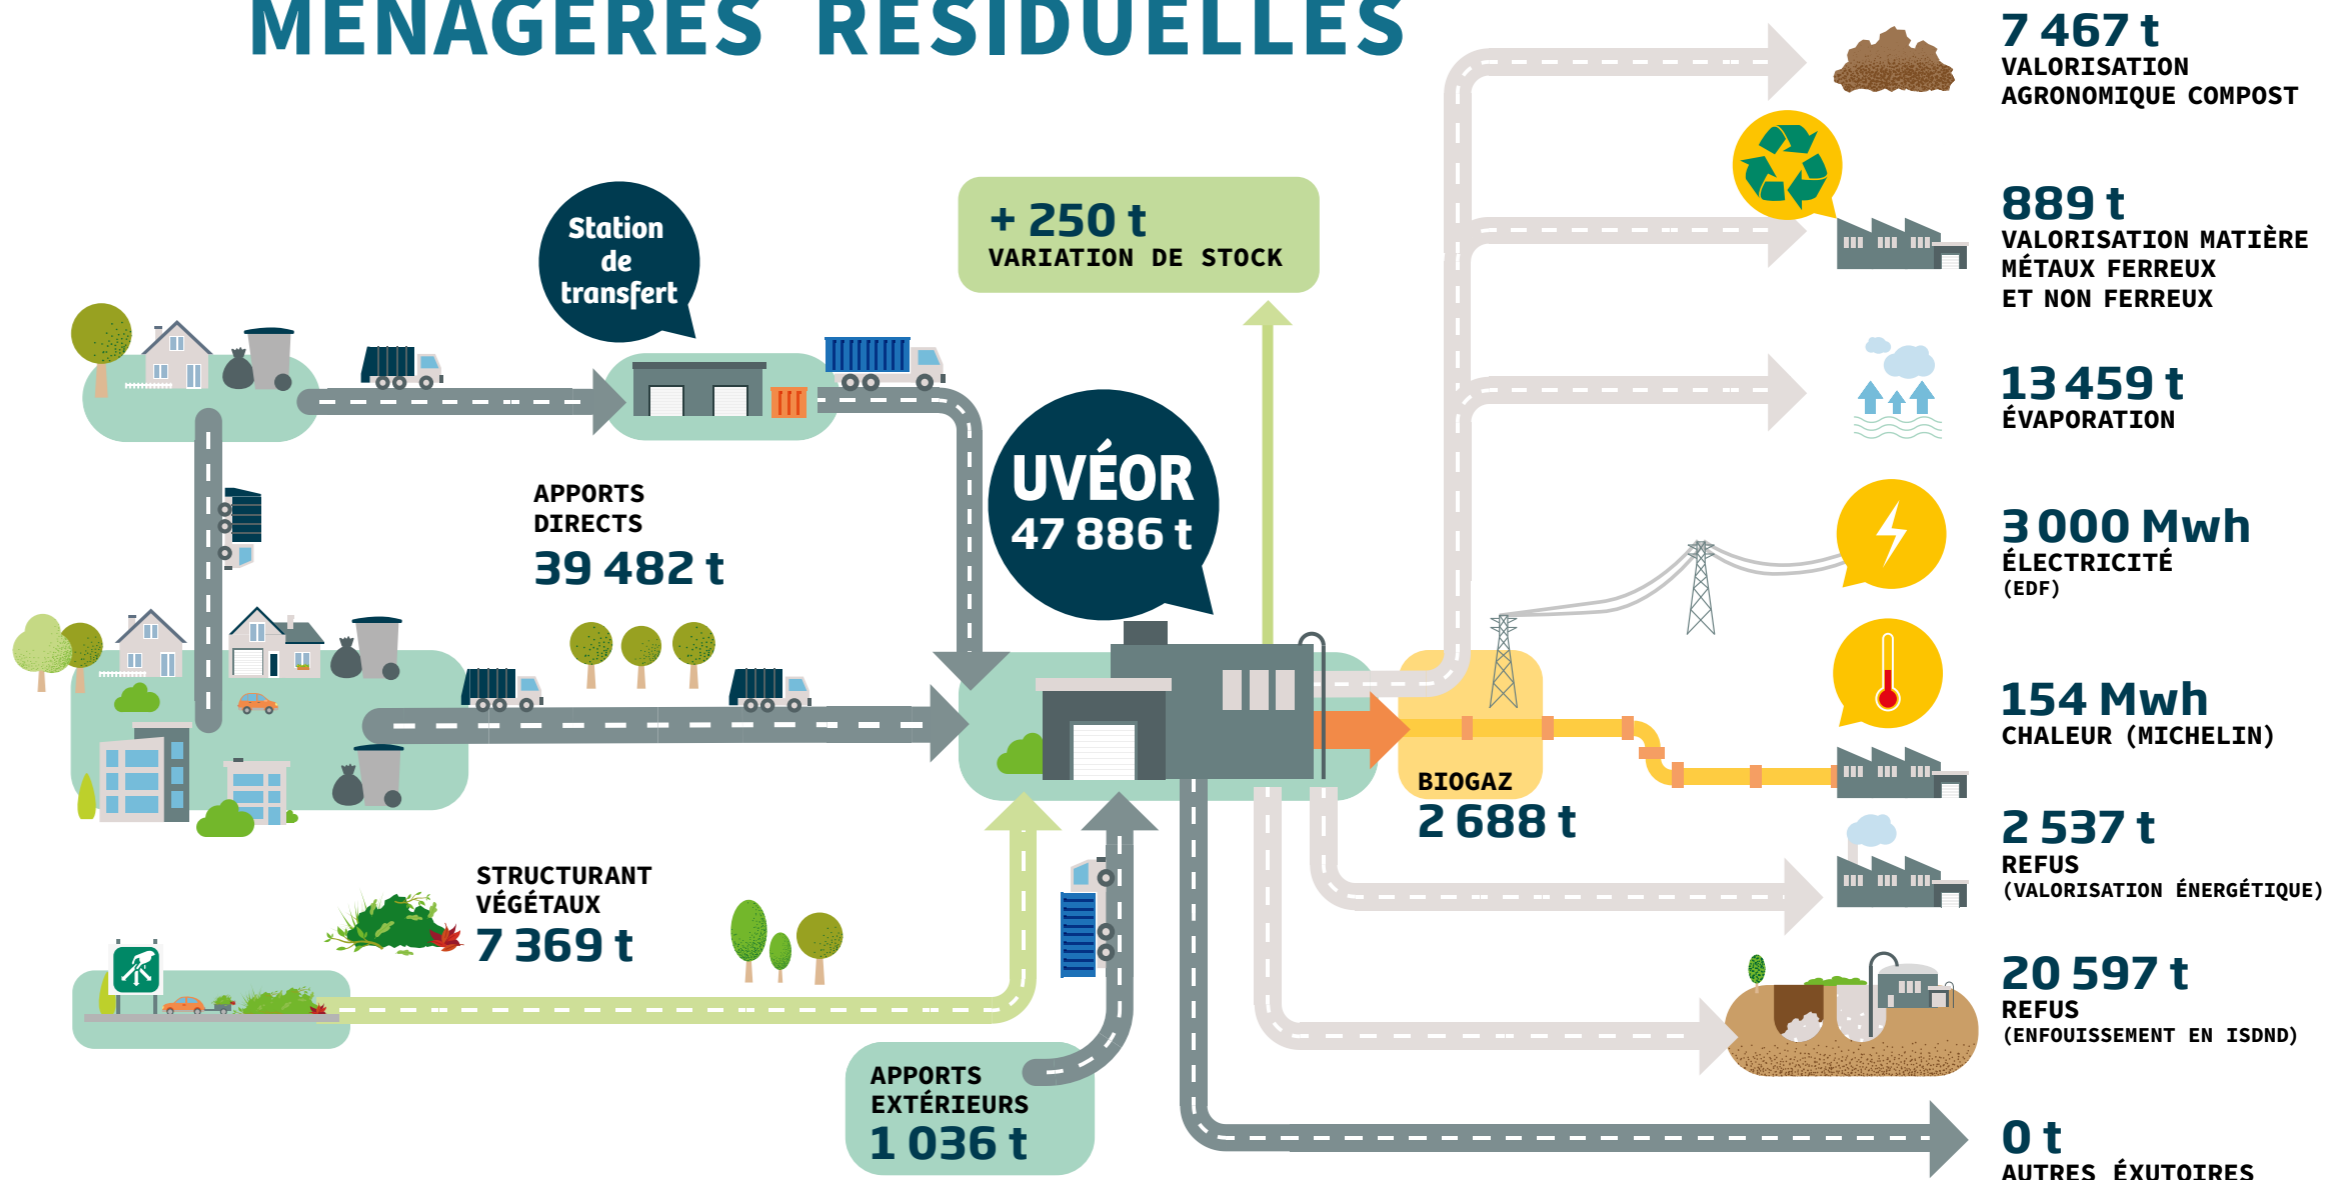 MÉNAGÈRES RÉSIDUELLES
7 467 t
VALORISATION
AGRONOMIQUE COMPOST
Station
de
transfert
+ 250 t
VARIATION DE STOCK
889 t
VALORISATION MATIÈRE
MÉTAUX FERREUX
ET NON FERREUX
13 459 t
ÉVAPORATION
APPORTS
DIRECTS
39 482 t
UVÉOR
47 886 t
3 000 Mwh
ÉLECTRICITÉ
(EDF)
154 Mwh
CHALEUR (MICHELIN)
BIOGAZ
2 688 t
2 537 t
REFUS
(VALORISATION ÉNERGÉTIQUE)
STRUCTURANT
VÉGÉTAUX
7 369 t
20 597 t
REFUS
(ENFOUISSEMENT EN ISDND)
APPORTS
EXTÉRIEURS
1 036 t
0 t
AUTRES ÉXUTOIRES